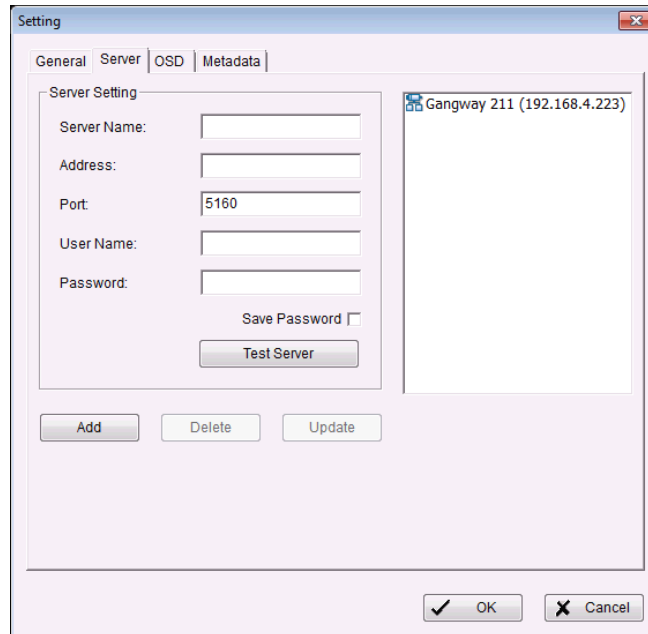 Setting
General Server OSD Metadata
Server Setting
Server Name:
Address:
Port: 5160
User Name:
Password:
Save Password
Test Server
Gangway 211 (192.168.4.223)
Add Delete Update
OK Cancel